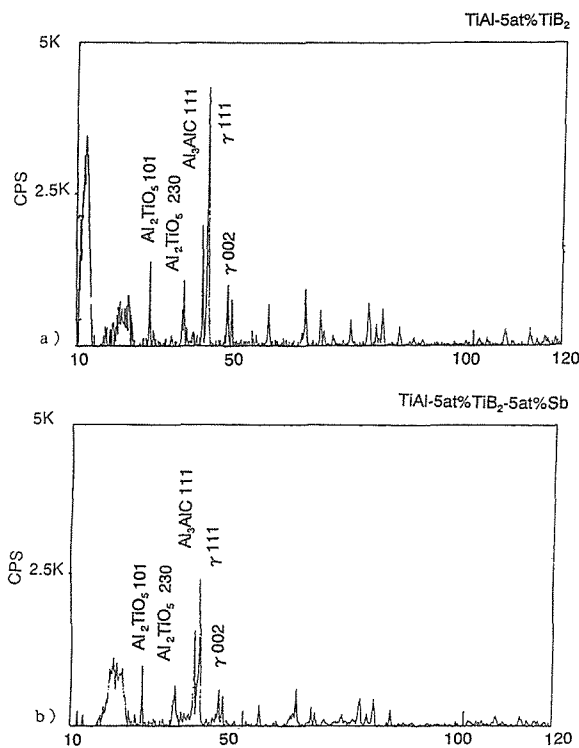 TiAl-5at%TiB₂
5K
2.5K
CPS
Al₂TiO₅ 101
Al₂TiO₅ 230
Al₃AlC 111
γ 111
γ 002
a )
10 50 100 120
TiAl-5at%TiB₂-5at%Sb
5K
2.5K
CPS
Al₂TiO₅ 101
Al₂TiO₅ 230
Al₃AlC 111
γ 111
γ 002
b )
10 50 100 120